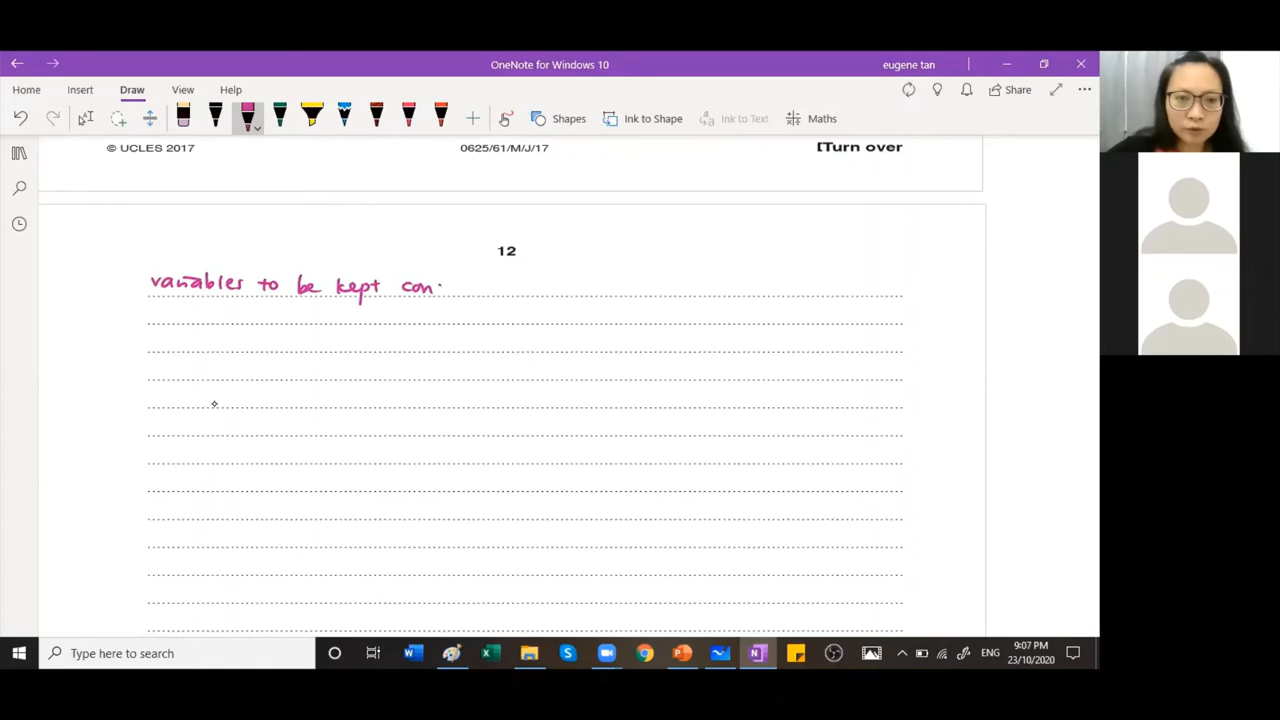 OneNote for Windows 10
eugene tan
Home Insert Draw View Help
Share
Shapes Ink to Shape Ink to Text Maths
© UCLES 2017 0625/61/M/J/17 [Turn over
12
variables to be kept con
Type here to search
ENG
9:07 PM
23/10/2020